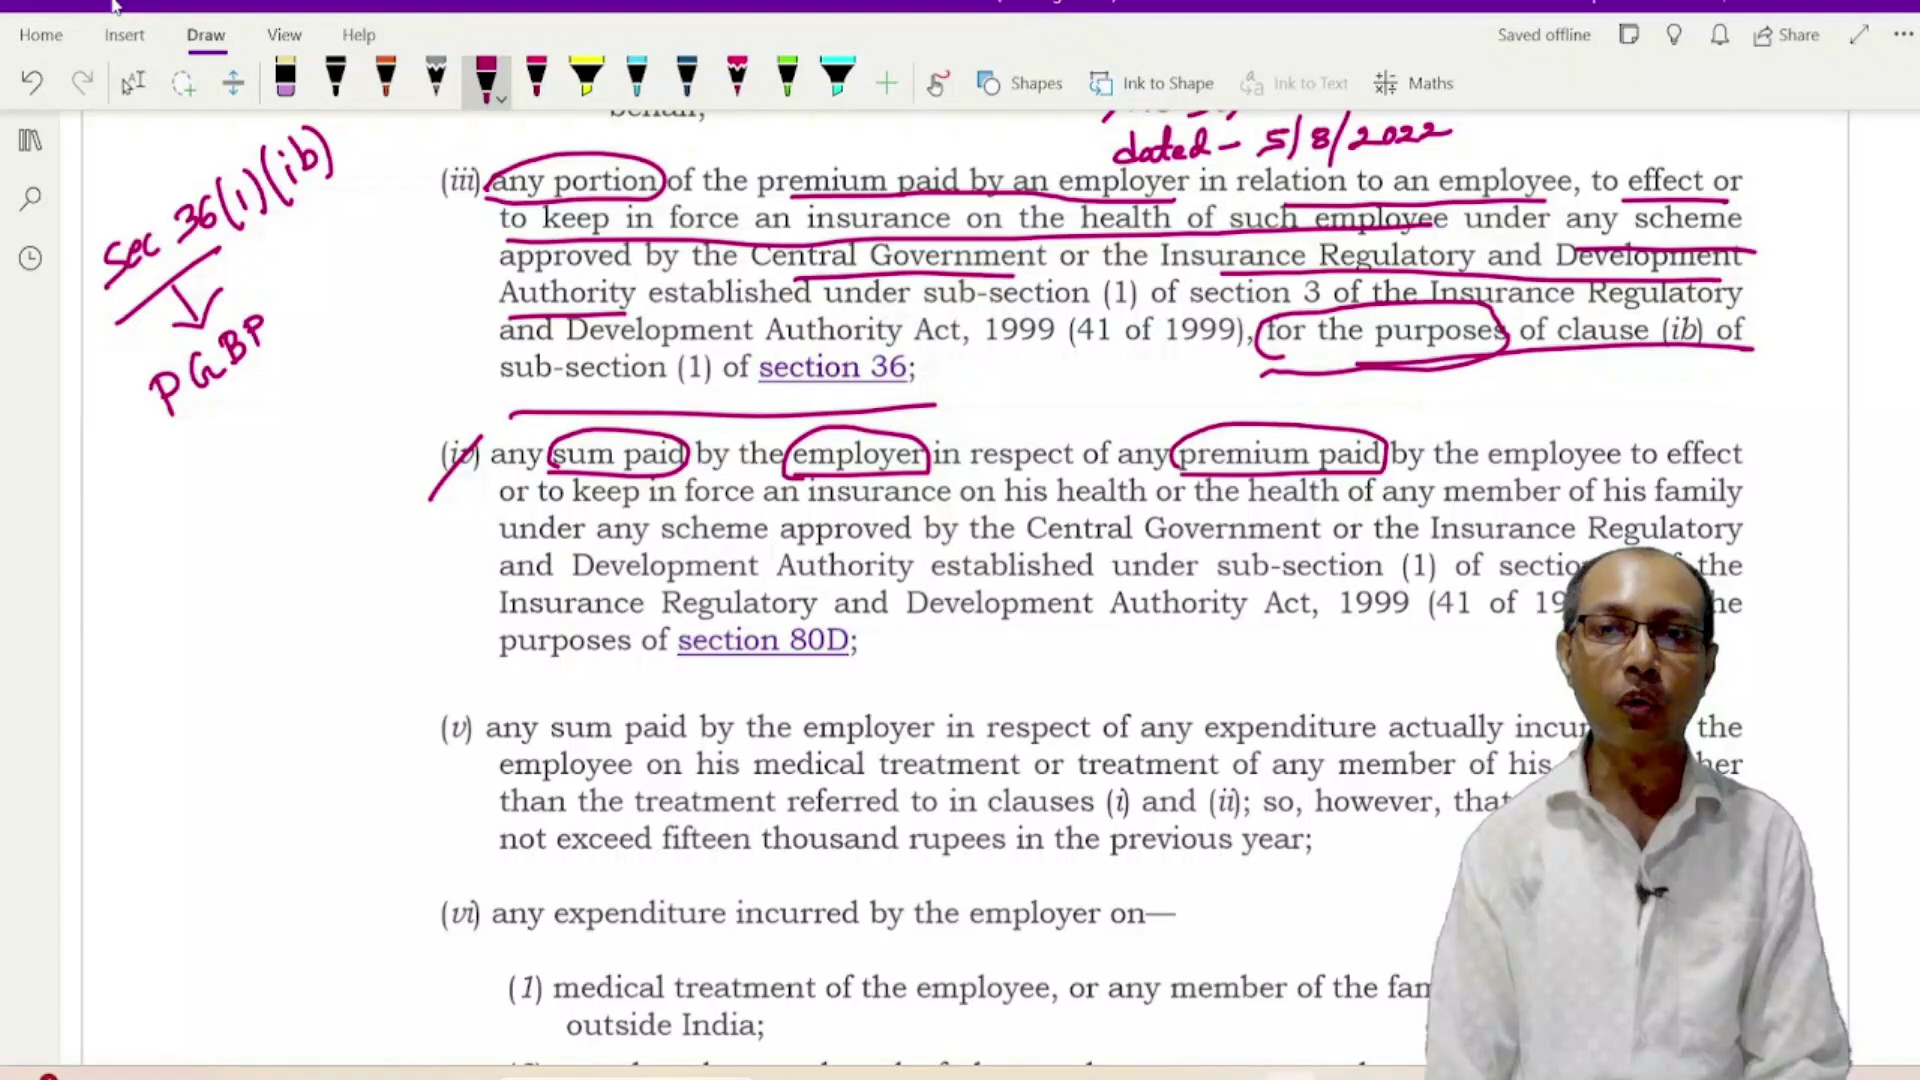 Home Insert Draw View Help Saved offline Share
Shapes Ink to Shape Ink to Text Maths
behalf;
dated - 5/8/2022
Sec 36(1)(ib)
PGBP
(iii) any portion of the premium paid by an employer in relation to an employee, to effect or
to keep in force an insurance on the health of such employee under any scheme
approved by the Central Government or the Insurance Regulatory and Development
Authority established under sub-section (1) of section 3 of the Insurance Regulatory
and Development Authority Act, 1999 (41 of 1999), for the purposes of clause (ib) of
sub-section (1) of section 36;
(iv) any sum paid by the employer in respect of any premium paid by the employee to effect
or to keep in force an insurance on his health or the health of any member of his family
under any scheme approved by the Central Government or the Insurance Regulatory
and Development Authority established under sub-section (1) of the
Insurance Regulatory and Development Authority Act, 1999 (41 of
purposes of section 80D;
(v) any sum paid by the employer in respect of any expenditure actually the
employee on his medical treatment or treatment of any member of his
than the treatment referred to in clauses (i) and (ii); so, however,
not exceed fifteen thousand rupees in the previous year;
(vi) any expenditure incurred by the employer on—
(1) medical treatment of the employee, or any member of the
outside India;